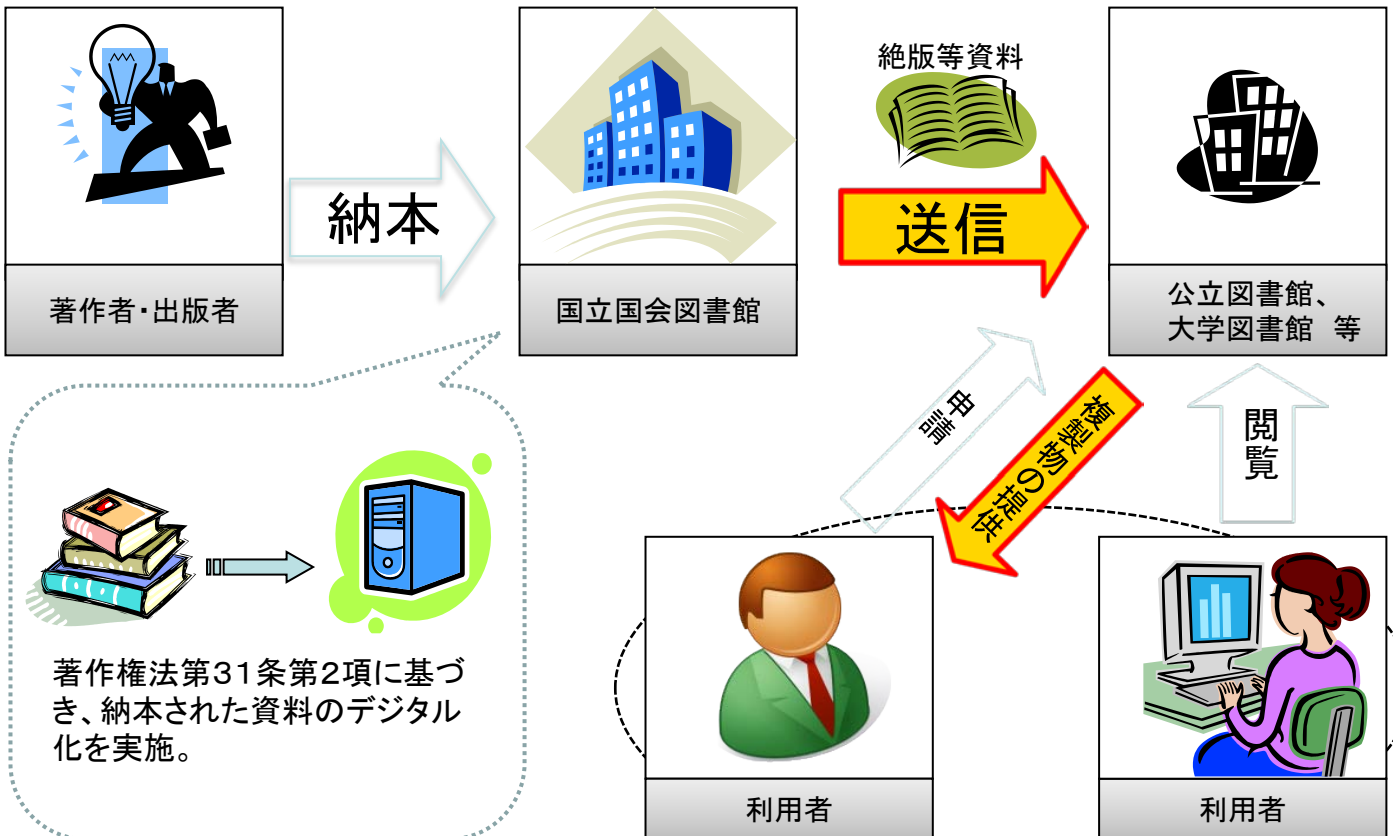 絶版等資料
納本
送信
著作者・出版者
国立国会図書館
公立図書館、
大学図書館　等
申請
複製物の提供
閲覧
著作権法第31条第2項に基づ
き、納本された資料のデジタル
化を実施。
利用者
利用者